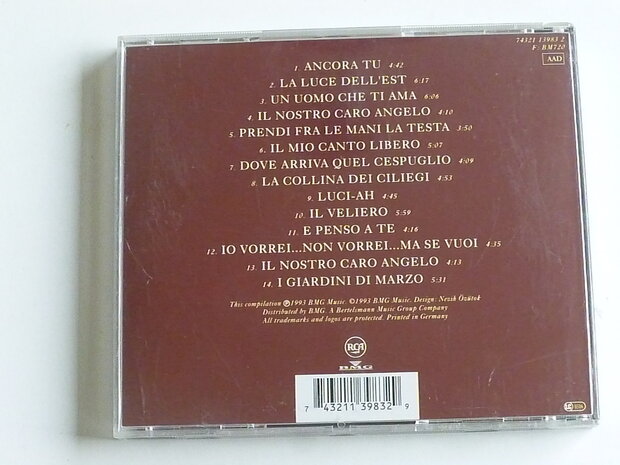 74321 13983 2
F: BM720
AAD
1. ANCORA TU 4:42
2. LA LUCE DELL'EST 6:17
3. UN UOMO CHE TI AMA 6:06
4. IL NOSTRO CARO ANGELO 4:10
5. PRENDI FRA LE MANI LA TESTA 3:50
6. IL MIO CANTO LIBERO 5:07
7. DOVE ARRIVA QUEL CESPUGLIO 4:09
8. LA COLLINA DEI CILIEGI 4:53
9. LUCI-AH 4:45
10. IL VELIERO 5:59
11. E PENSO A TE 4:16
12. IO VORREI...NON VORREI...MA SE VUOI 4:35
13. IL NOSTRO CARO ANGELO 4:13
14. I GIARDINI DI MARZO 5:31
This compilation ℗1993 BMG Music. ©1993 BMG Music. Design: Nezih Özütok
Distributed by BMG. A Bertelsmann Music Group Company
All trademarks and logos are protected. Printed in Germany
RCA
BMG
7 43211 39832 9